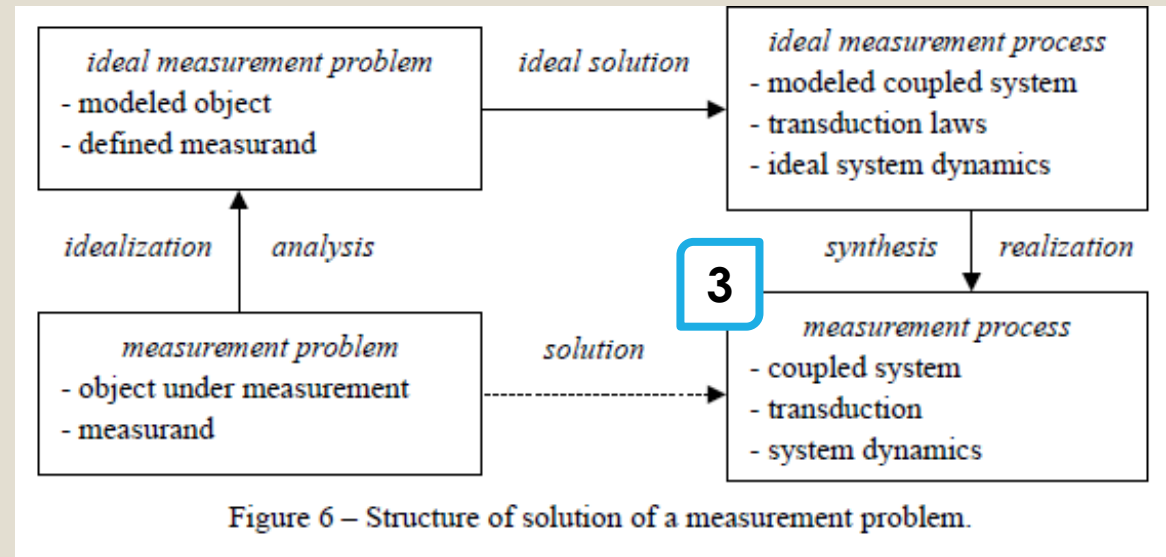 ideal measurement problem
- modeled object
- defined measurand
ideal solution
ideal measurement process
- modeled coupled system
- transduction laws
- ideal system dynamics
idealization analysis
synthesis realization
3
measurement problem
- object under measurement
- measurand
solution
measurement process
- coupled system
- transduction
- system dynamics
Figure 6 – Structure of solution of a measurement problem.